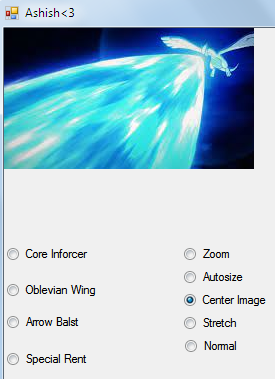 Ashish<3
Core Inforcer
Zoom
Autosize
Oblevian Wing
Center Image
Arrow Balst
Stretch
Normal
Special Rent